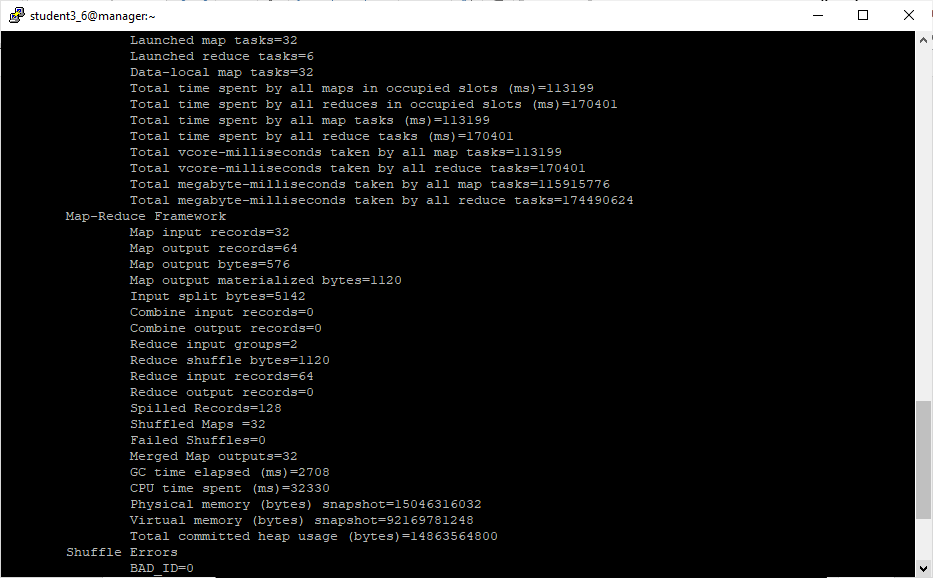 student3_6@manager:~
Launched map tasks=32
Launched reduce tasks=6
Data-local map tasks=32
Total time spent by all maps in occupied slots (ms)=113199
Total time spent by all reduces in occupied slots (ms)=170401
Total time spent by all map tasks (ms)=113199
Total time spent by all reduce tasks (ms)=170401
Total vcore-milliseconds taken by all map tasks=113199
Total vcore-milliseconds taken by all reduce tasks=170401
Total megabyte-milliseconds taken by all map tasks=115915776
Total megabyte-milliseconds taken by all reduce tasks=174490624
Map-Reduce Framework
Map input records=32
Map output records=64
Map output bytes=576
Map output materialized bytes=1120
Input split bytes=5142
Combine input records=0
Combine output records=0
Reduce input groups=2
Reduce shuffle bytes=1120
Reduce input records=64
Reduce output records=0
Spilled Records=128
Shuffled Maps =32
Failed Shuffles=0
Merged Map outputs=32
GC time elapsed (ms)=2708
CPU time spent (ms)=32330
Physical memory (bytes) snapshot=15046316032
Virtual memory (bytes) snapshot=92169781248
Total committed heap usage (bytes)=14863564800
Shuffle Errors
BAD_ID=0